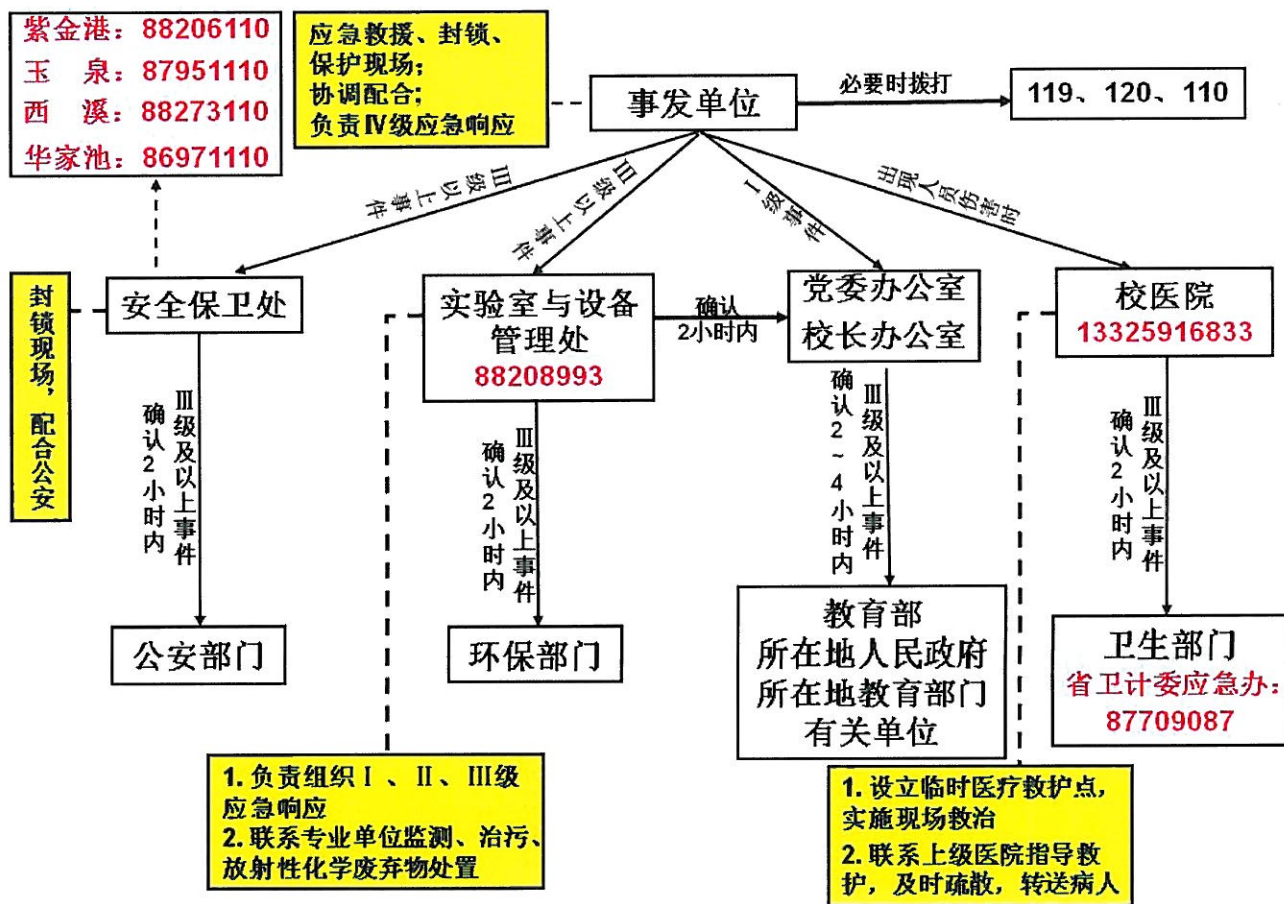 紫金港：88206110
玉 泉：87951110
西 溪：88273110
华家池：86971110
应急救援、封锁、
保护现场；
协调配合；
负责Ⅳ级应急响应
事发单位
必要时拨打
119、120、110
Ⅲ级以上事件
Ⅲ级以上事件
Ⅰ级事件
出现人员伤害时
封锁现场，配合公安
安全保卫处
实验室与设备
管理处
88208993
确认
2小时内
党委办公室
校长办公室
校医院
13325916833
Ⅲ级及以上事件
确认2小时内
Ⅲ级及以上事件
确认2小时内
Ⅲ级及以上事件
确认2~4小时内
Ⅲ级及以上事件
确认2小时内
公安部门
环保部门
教育部
所在地人民政府
所在地教育部门
有关单位
卫生部门
省卫计委应急办：
87709087
1. 负责组织Ⅰ、Ⅱ、Ⅲ级
应急响应
2. 联系专业单位监测、治污、
放射性化学废弃物处置
1. 设立临时医疗救护点，
实施现场救治
2. 联系上级医院指导救
护，及时疏散，转送病人